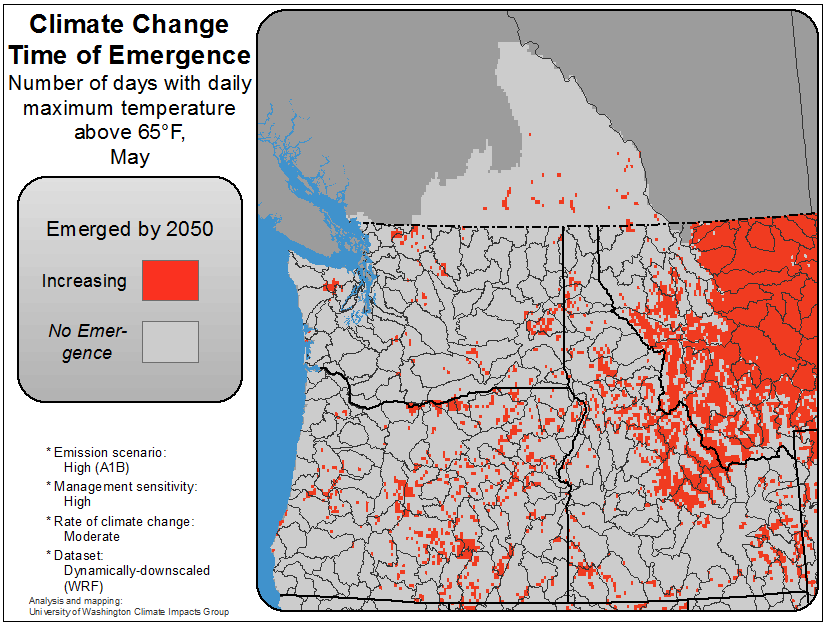 Climate Change
Time of Emergence
Number of days with daily
maximum temperature
above 65°F,
May
Emerged by 2050
Increasing
No Emer-
gence
* Emission scenario:
High (A1B)
* Management sensitivity:
High
* Rate of climate change:
Moderate
* Dataset:
Dynamically-downscaled
(WRF)
Analysis and mapping:
University of Washington Climate Impacts Group